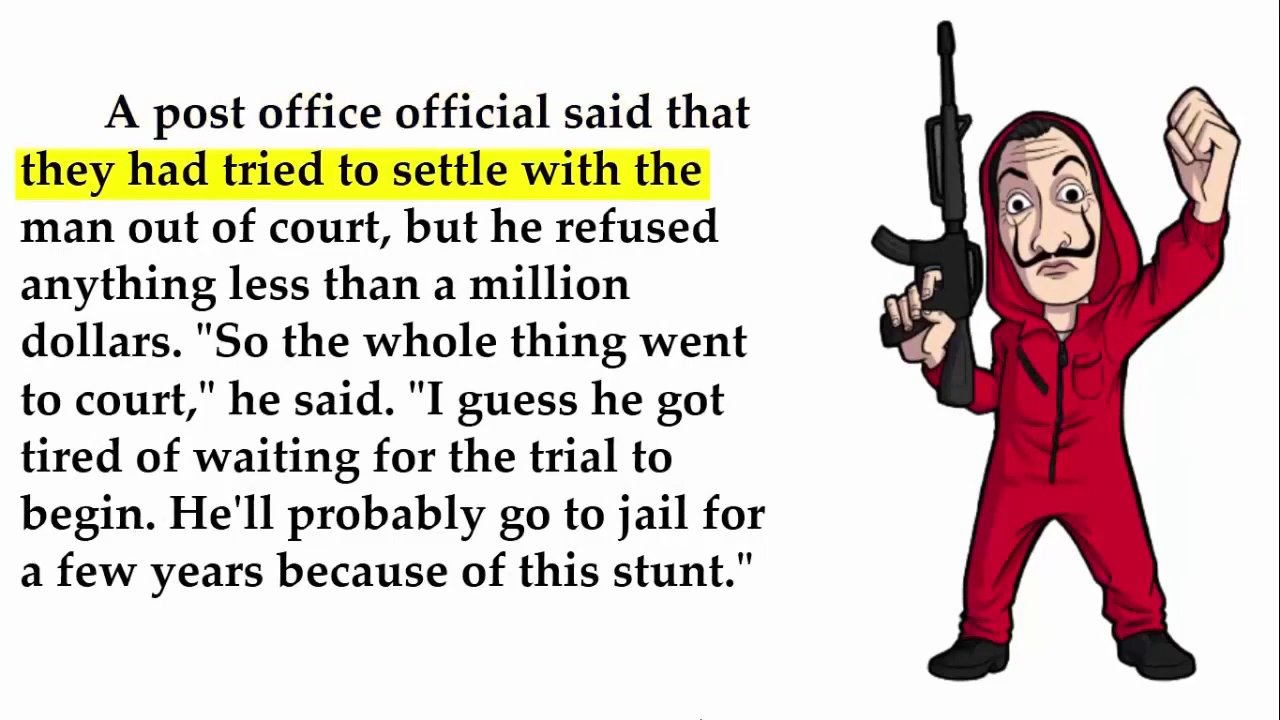 A post office official said that
they had tried to settle with the
man out of court, but he refused
anything less than a million
dollars. "So the whole thing went
to court," he said. "I guess he got
tired of waiting for the trial to
begin. He'll probably go to jail for
a few years because of this stunt."